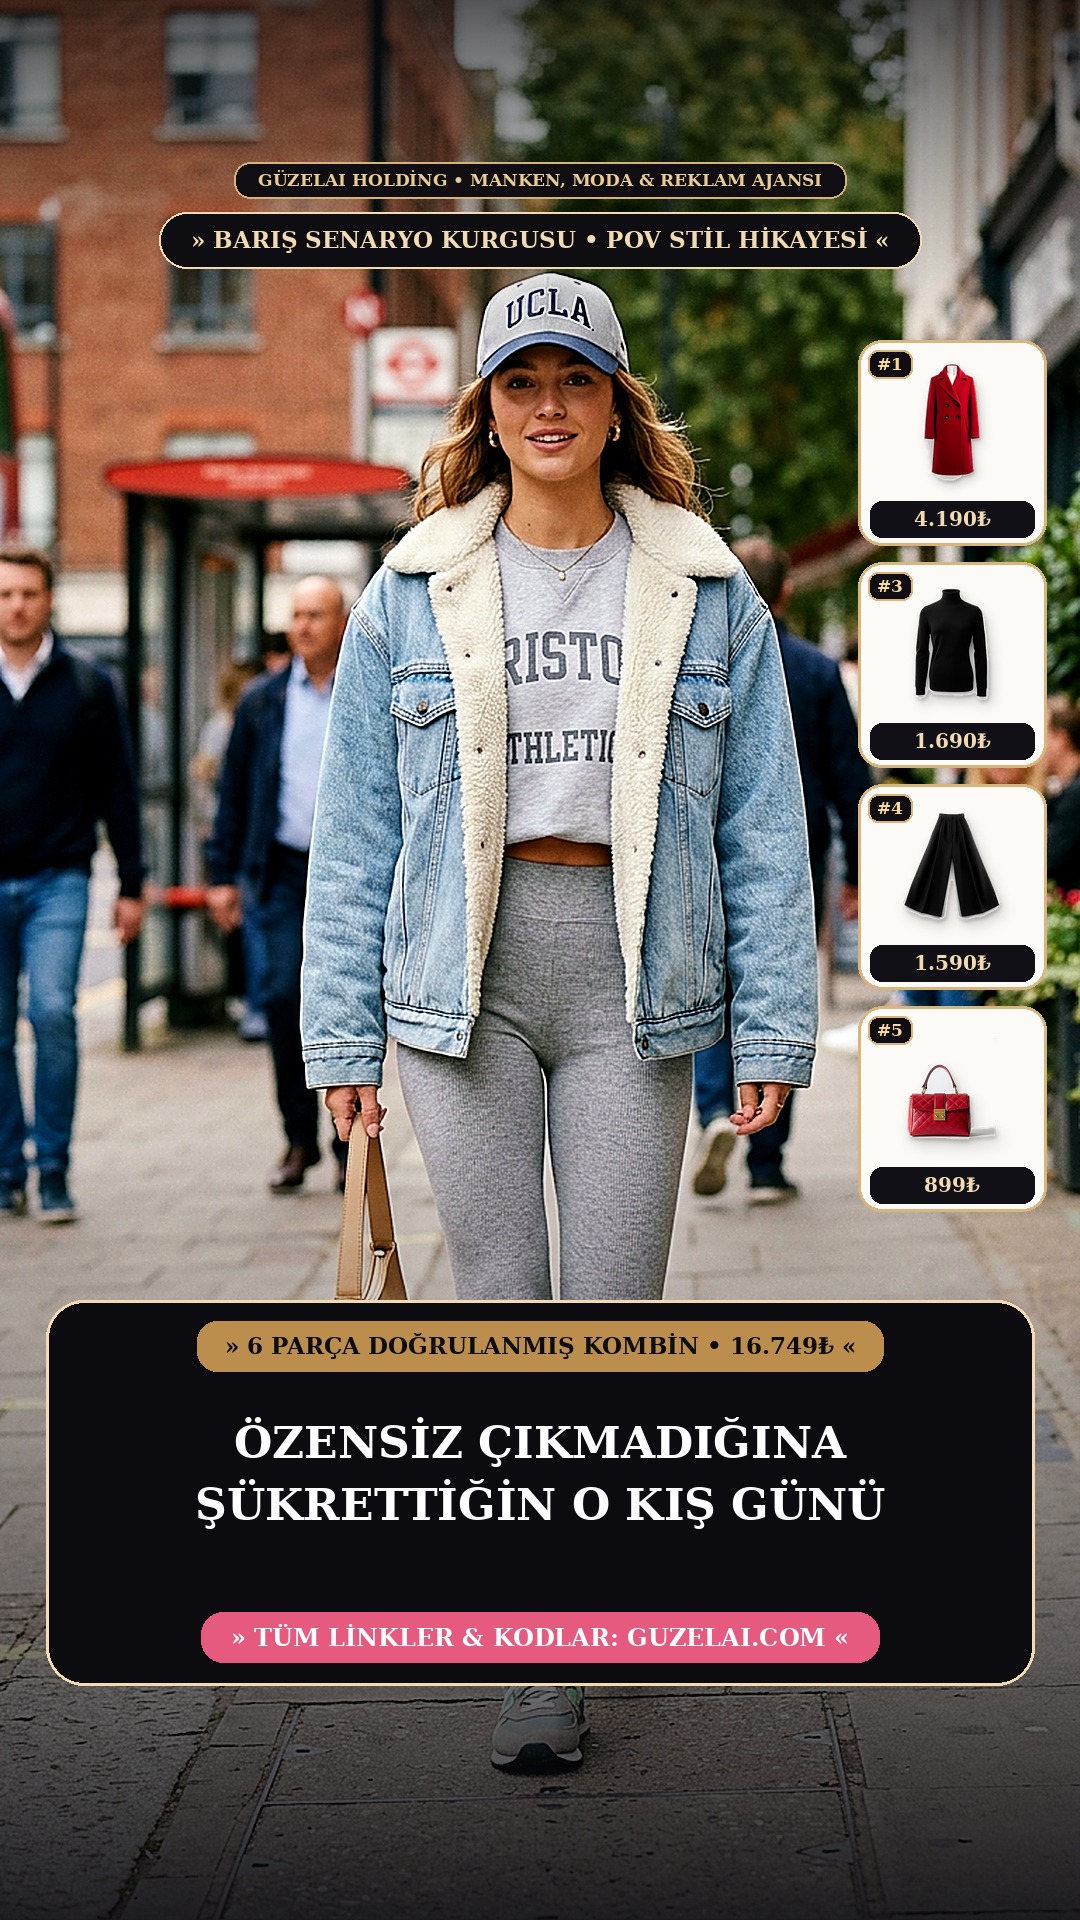 GÜZELAI HOLDİNG • MANKEN, MODA & REKLAM AJANSI
» BARIŞ SENARYO KURGUSU • POV STİL HİKAYESİ «
UCLA
RISTO
THLETIC
#1
4.190₺
#3
1.690₺
#4
1.590₺
#5
899₺
» 6 PARÇA DOĞRULANMIŞ KOMBİN • 16.749₺ «
ÖZENSİZ ÇIKMADIĞINA
ŞÜKRETTİĞİN O KIŞ GÜNÜ
» TÜM LİNKLER & KODLAR: GUZELAI.COM «